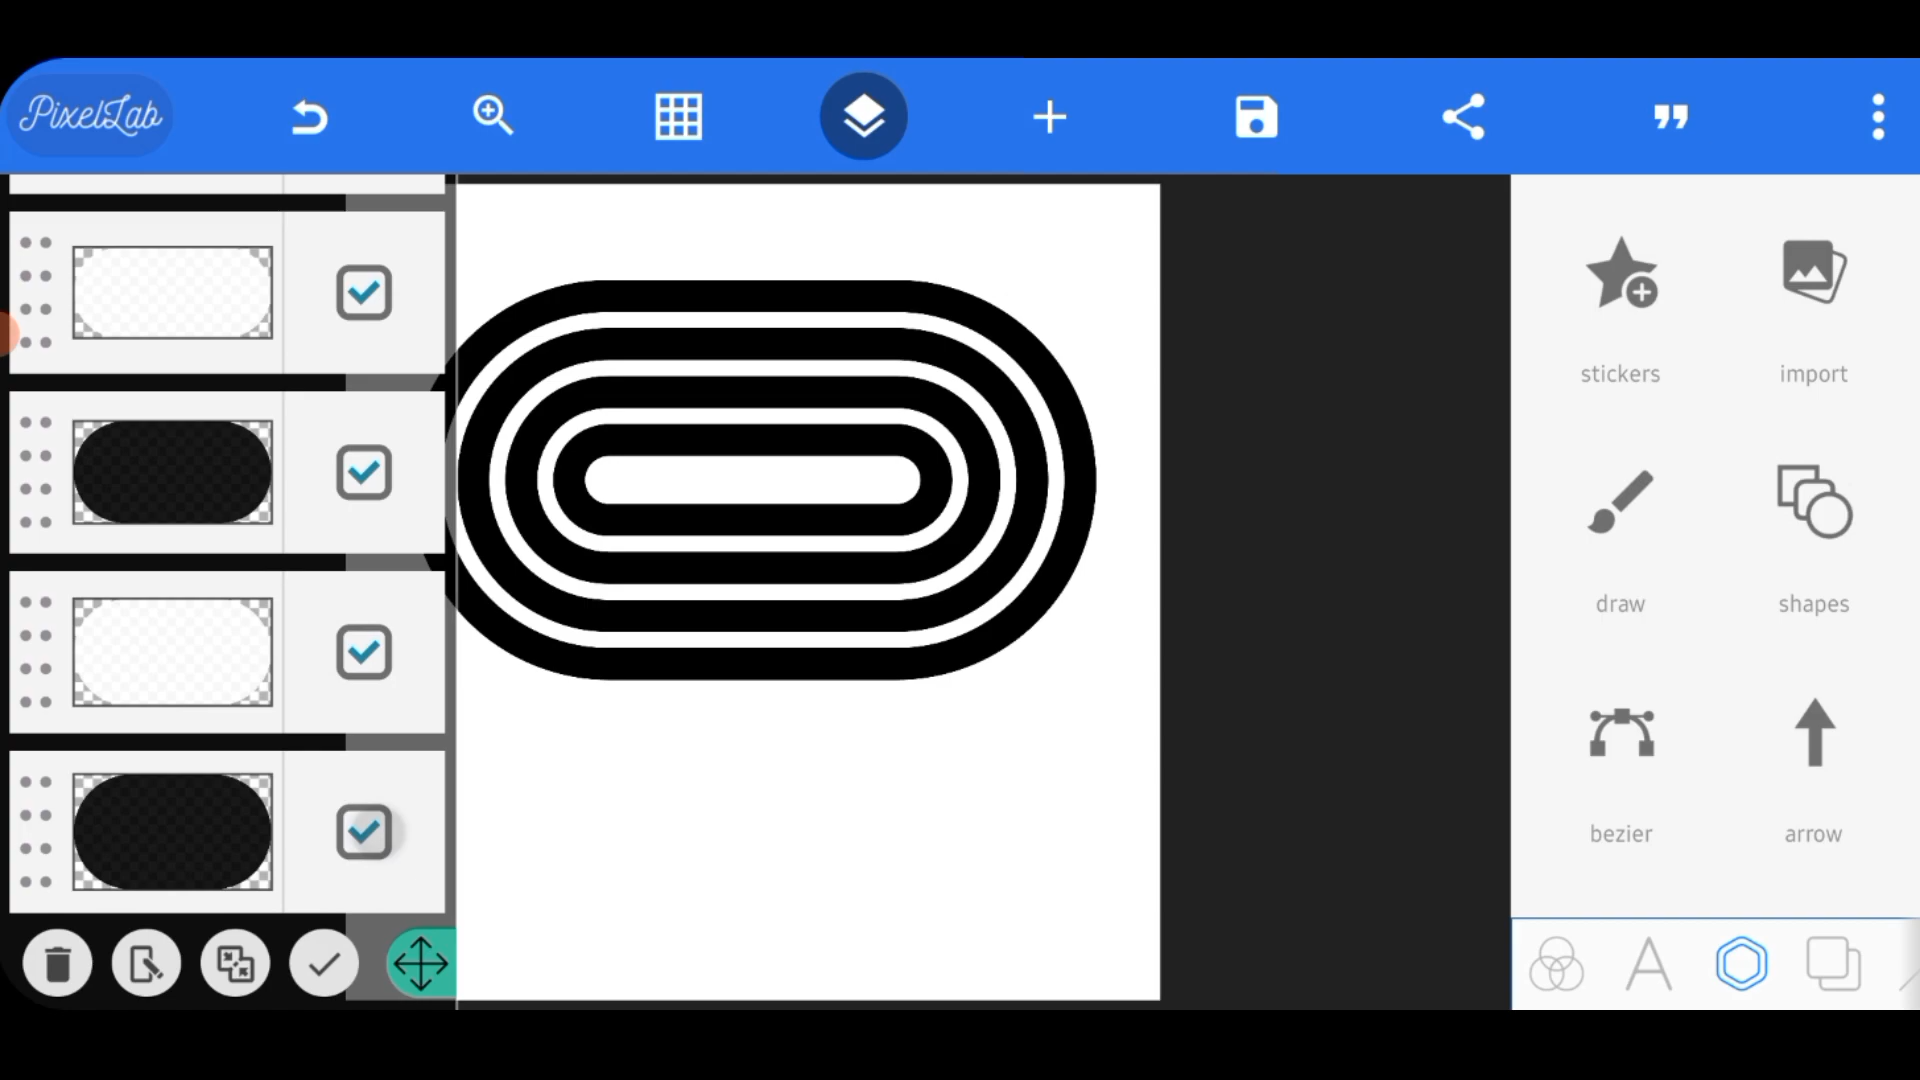 PixelLab
stickers
import
draw
shapes
bezier
arrow